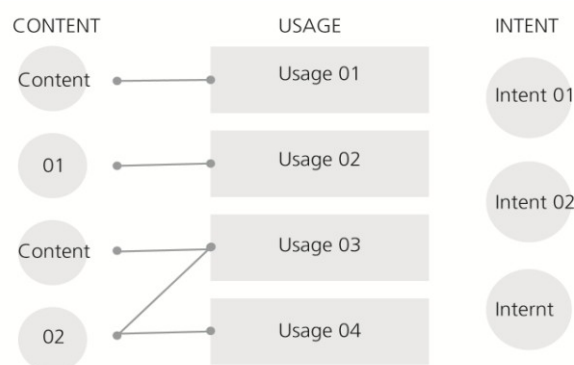 CONTENT USAGE INTENT
Content Usage 01 Intent 01
01 Usage 02
Intent 02
Content Usage 03
Internt
02 Usage 04